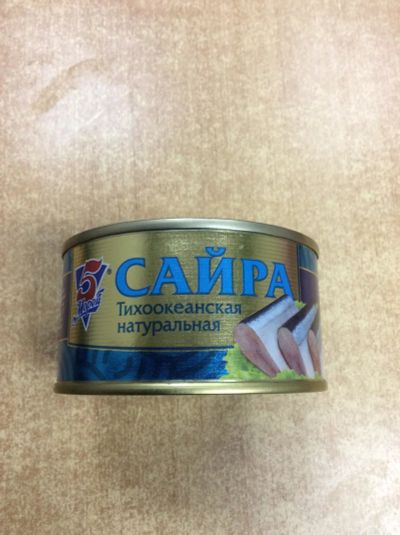 5
Морей
®
САЙРА
Тихоокеанская
натуральная